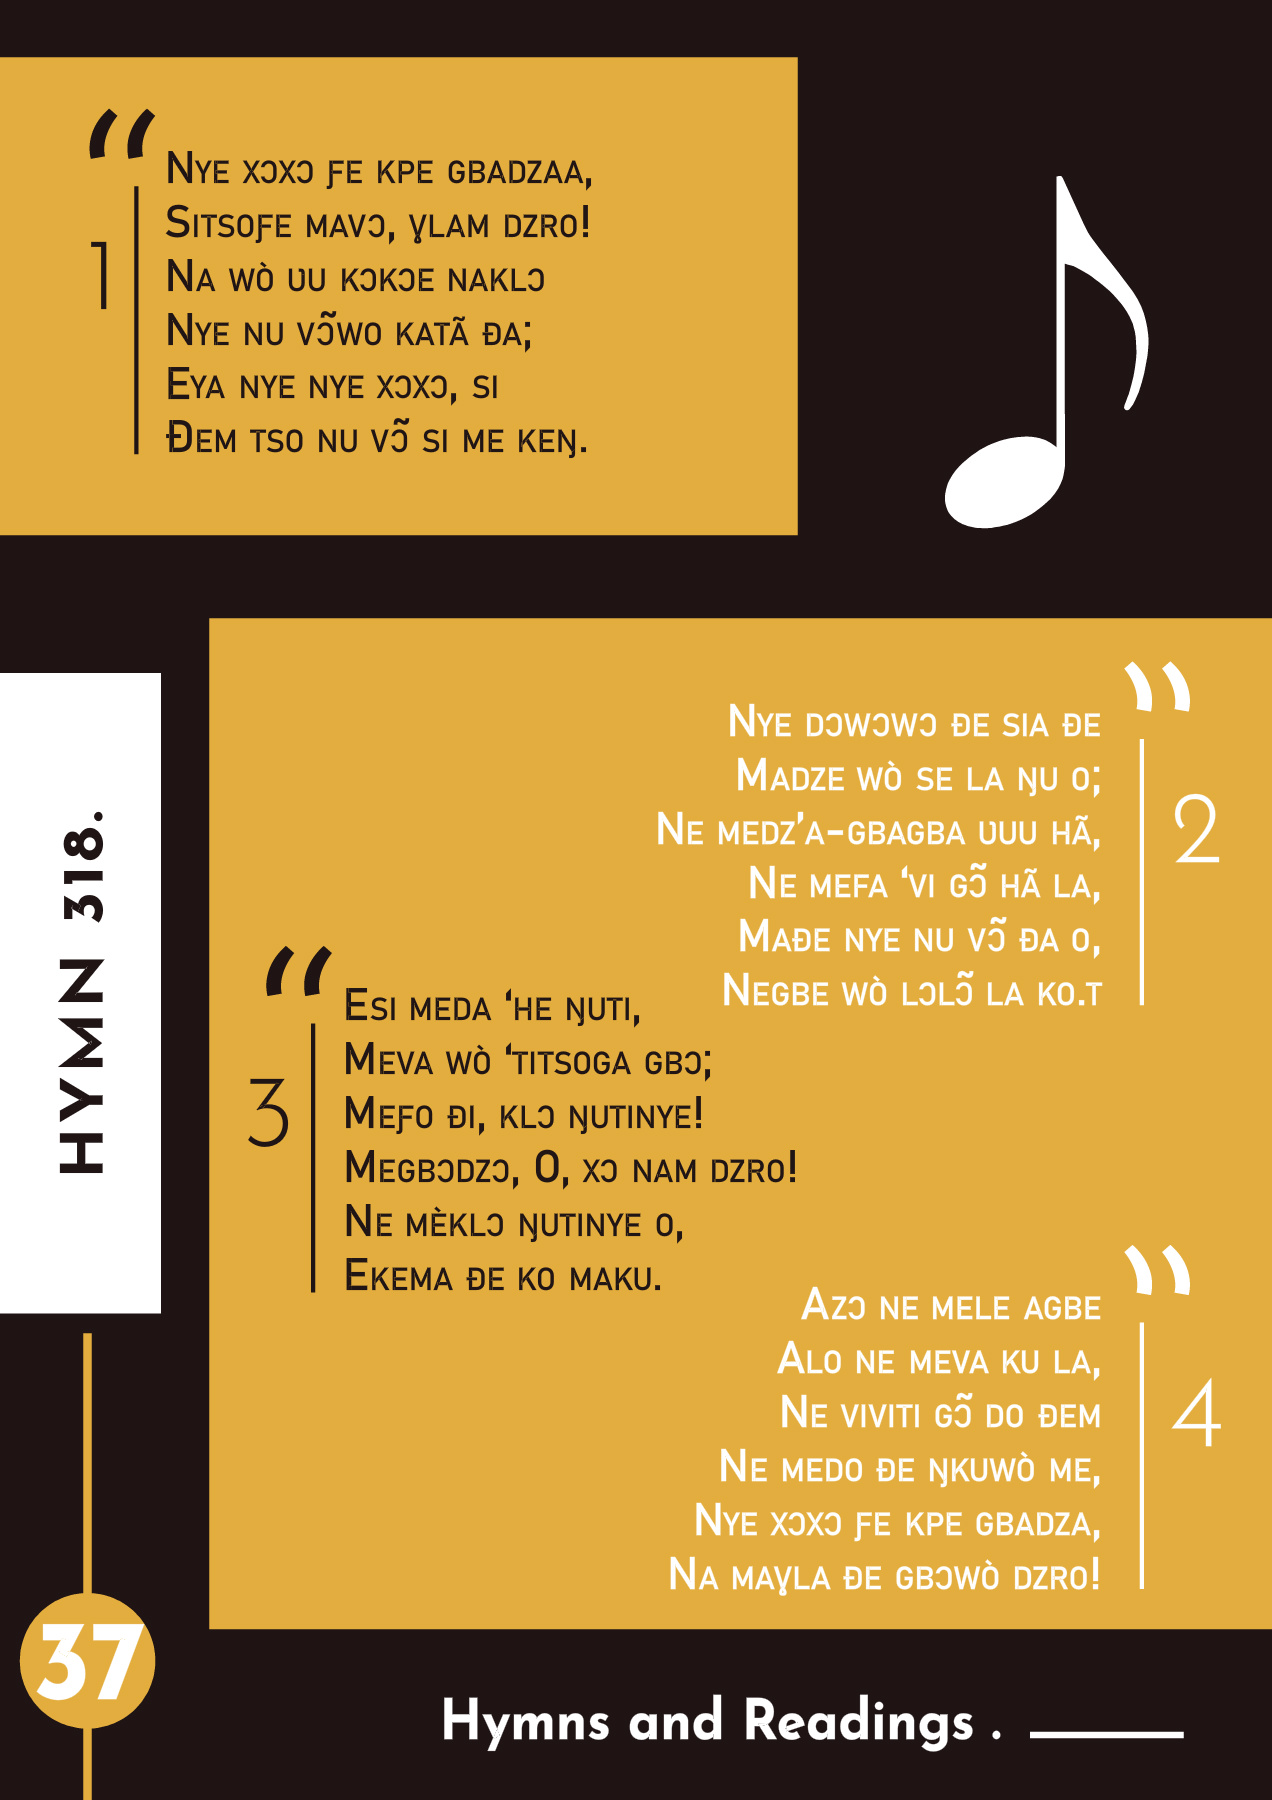 “
1
Nye xɔxɔ ƒe kpe gbadzaa,
Sitsoƒe mavɔ, ɣlam dzro!
Na wò ʋu kɔkɔe naklɔ
Nye nu vɔ̃wo katã ɖa;
Eya nye nye xɔxɔ, si
Ɖem tso nu vɔ̃ si me keŋ.
”
2
Nye dɔwɔwɔ ɖe sia ɖe
Madze wò se la ŋu o;
Ne medz’a-gbagba ʋuu hã,
Ne mefa ‘vi gɔ̃ hã la,
Maɖe nye nu vɔ̃ ɖa o,
Negbe wò lɔlɔ̃ la ko.t
“
3
Esi meda ‘he ŋuti,
Meva wò ‘titsoga gbɔ;
Meƒo ɖi, klɔ ŋutinye!
Megbɔdzɔ, O, xɔ nam dzro!
Ne mèklɔ ŋutinye o,
Ekema ɖe ko maku.
”
4
Azɔ ne mele agbe
Alo ne meva ku la,
Ne viviti gɔ̃ do ɖem
Ne medo ɖe ŋkuwò me,
Nye xɔxɔ ƒe kpe gbadza,
Na maɣla ɖe gbɔwò dzro!
HYMN 318.
37
Hymns and Readings .